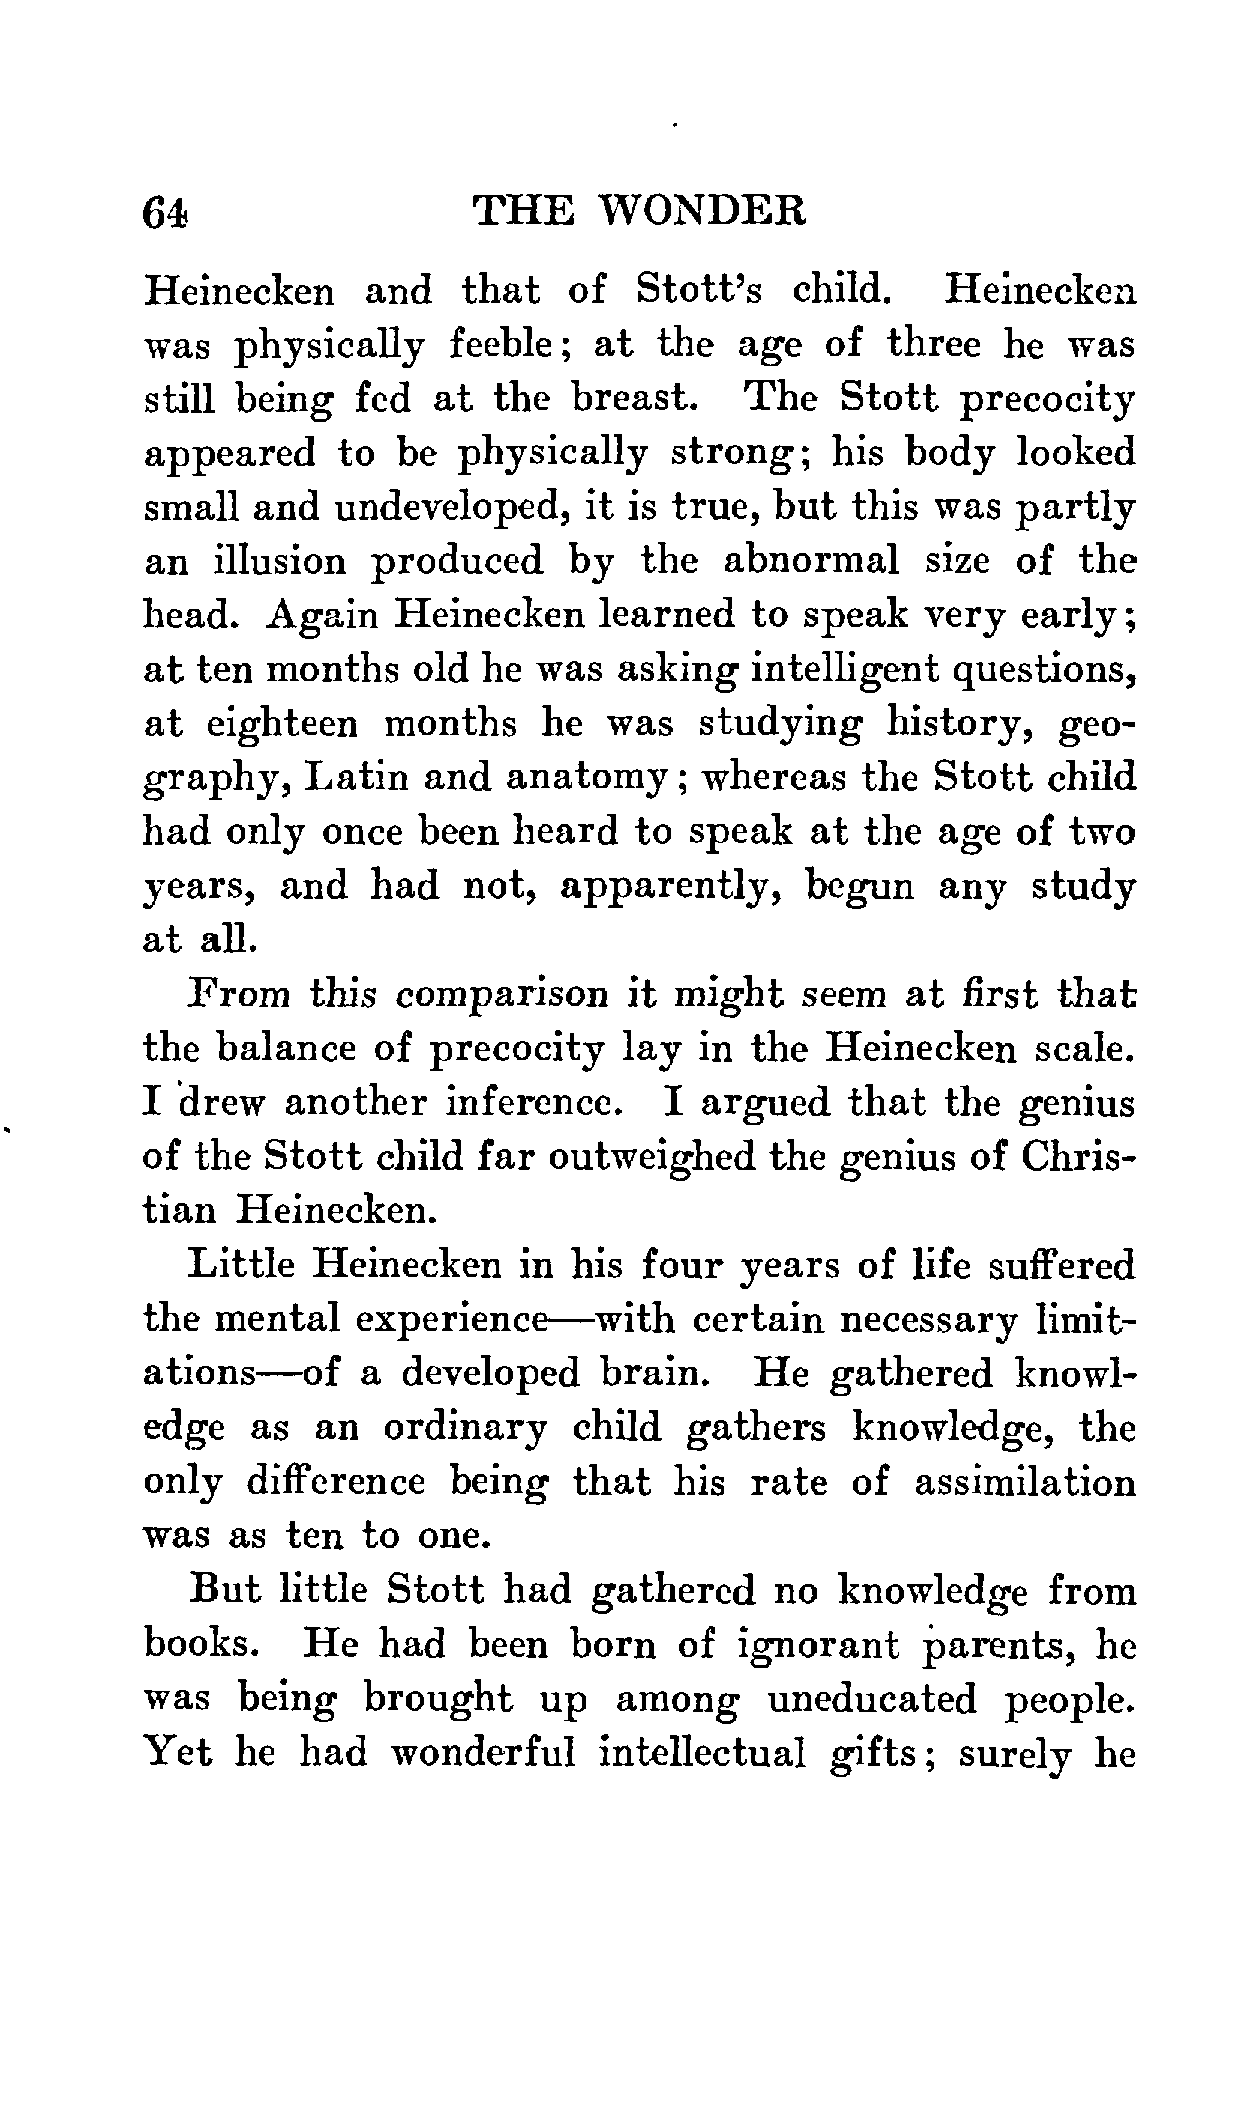 64 THE WONDER
Heinecken and that of Stott's child. Heinecken
was physically feeble; at the age of three he was
still being fed at the breast. The Stott precocity
appeared to be physically strong; his body looked
small and undeveloped, it is true, but this was partly
an illusion produced by the abnormal size of the
head. Again Heinecken learned to speak very early;
at ten months old he was asking intelligent questions,
at eighteen months he was studying history, geo-
graphy, Latin and anatomy; whereas the Stott child
had only once been heard to speak at the age of two
years, and had not, apparently, begun any study
at all.
From this comparison it might seem at first that
the balance of precocity lay in the Heinecken scale.
I drew another inference. I argued that the genius
of the Stott child far outweighed the genius of Chris-
tian Heinecken.
Little Heinecken in his four years of life suffered
the mental experience—with certain necessary limit-
ations—of a developed brain. He gathered knowl-
edge as an ordinary child gathers knowledge, the
only difference being that his rate of assimilation
was as ten to one.
But little Stott had gathered no knowledge from
books. He had been born of ignorant parents, he
was being brought up among uneducated people.
Yet he had wonderful intellectual gifts; surely he